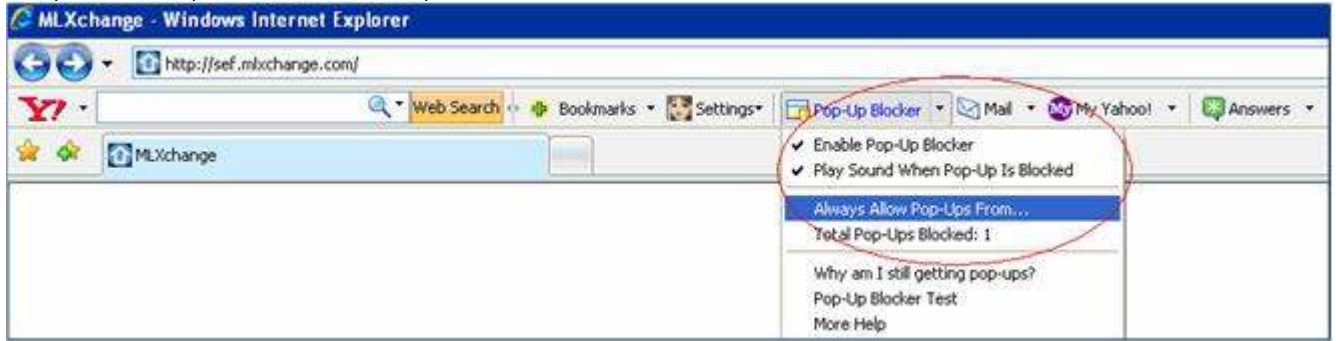 MLXchange - Windows Internet Explorer
http://sef.mlxchange.com/
Y! Web Search Bookmarks Settings Pop-Up Blocker Mail My Yahoo! Answers
MLXchange
Enable Pop-Up Blocker
Play Sound When Pop-Up Is Blocked
Always Allow Pop-Ups From...
Total Pop-Ups Blocked: 1
Why am I still getting pop-ups?
Pop-Up Blocker Test
More Help